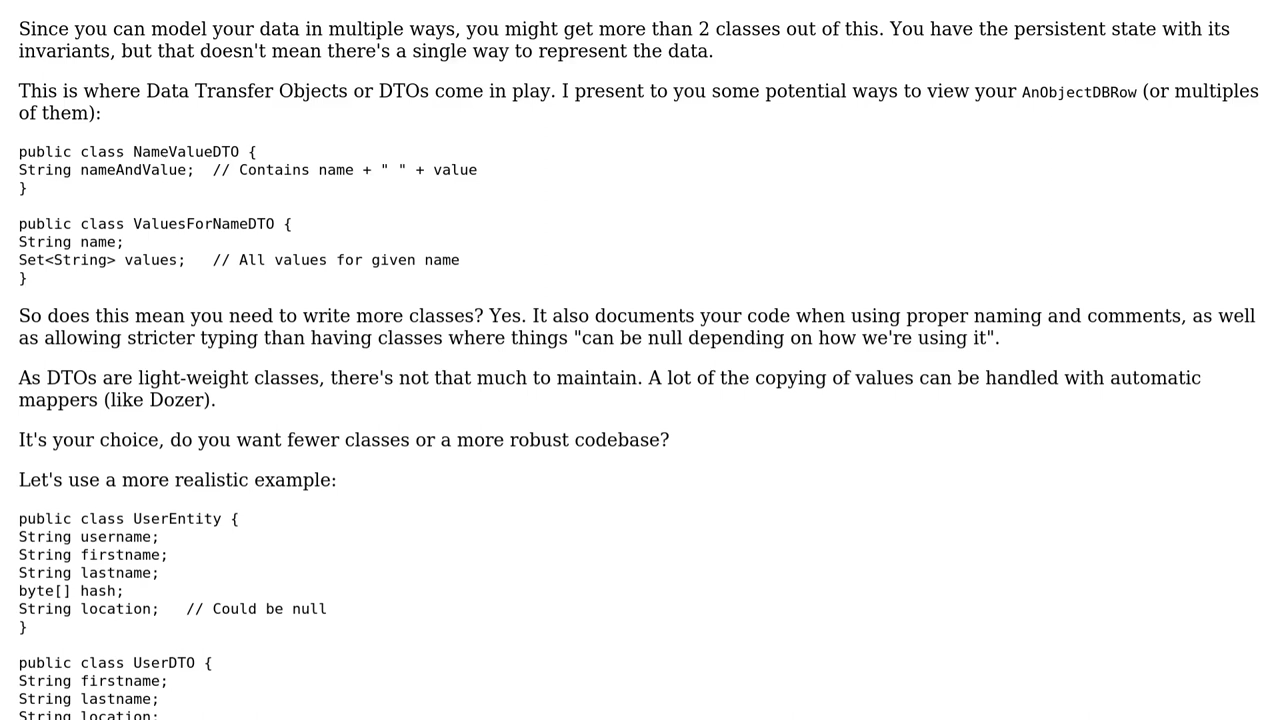 Since you can model your data in multiple ways, you might get more than 2 classes out of this. You have the persistent state with its
invariants, but that doesn't mean there's a single way to represent the data.
This is where Data Transfer Objects or DTOs come in play. I present to you some potential ways to view your AnObjectDBRow (or multiples
of them):
public class NameValueDTO {
String nameAndValue;  // Contains name + " " + value
}
public class ValuesForNameDTO {
String name;
Set<String> values;   // All values for given name
}
So does this mean you need to write more classes? Yes. It also documents your code when using proper naming and comments, as well
as allowing stricter typing than having classes where things "can be null depending on how we're using it".
As DTOs are light-weight classes, there's not that much to maintain. A lot of the copying of values can be handled with automatic
mappers (like Dozer).
It's your choice, do you want fewer classes or a more robust codebase?
Let's use a more realistic example:
public class UserEntity {
String username;
String firstname;
String lastname;
byte[] hash;
String location;   // Could be null
}
public class UserDTO {
String firstname;
String lastname;
String location;